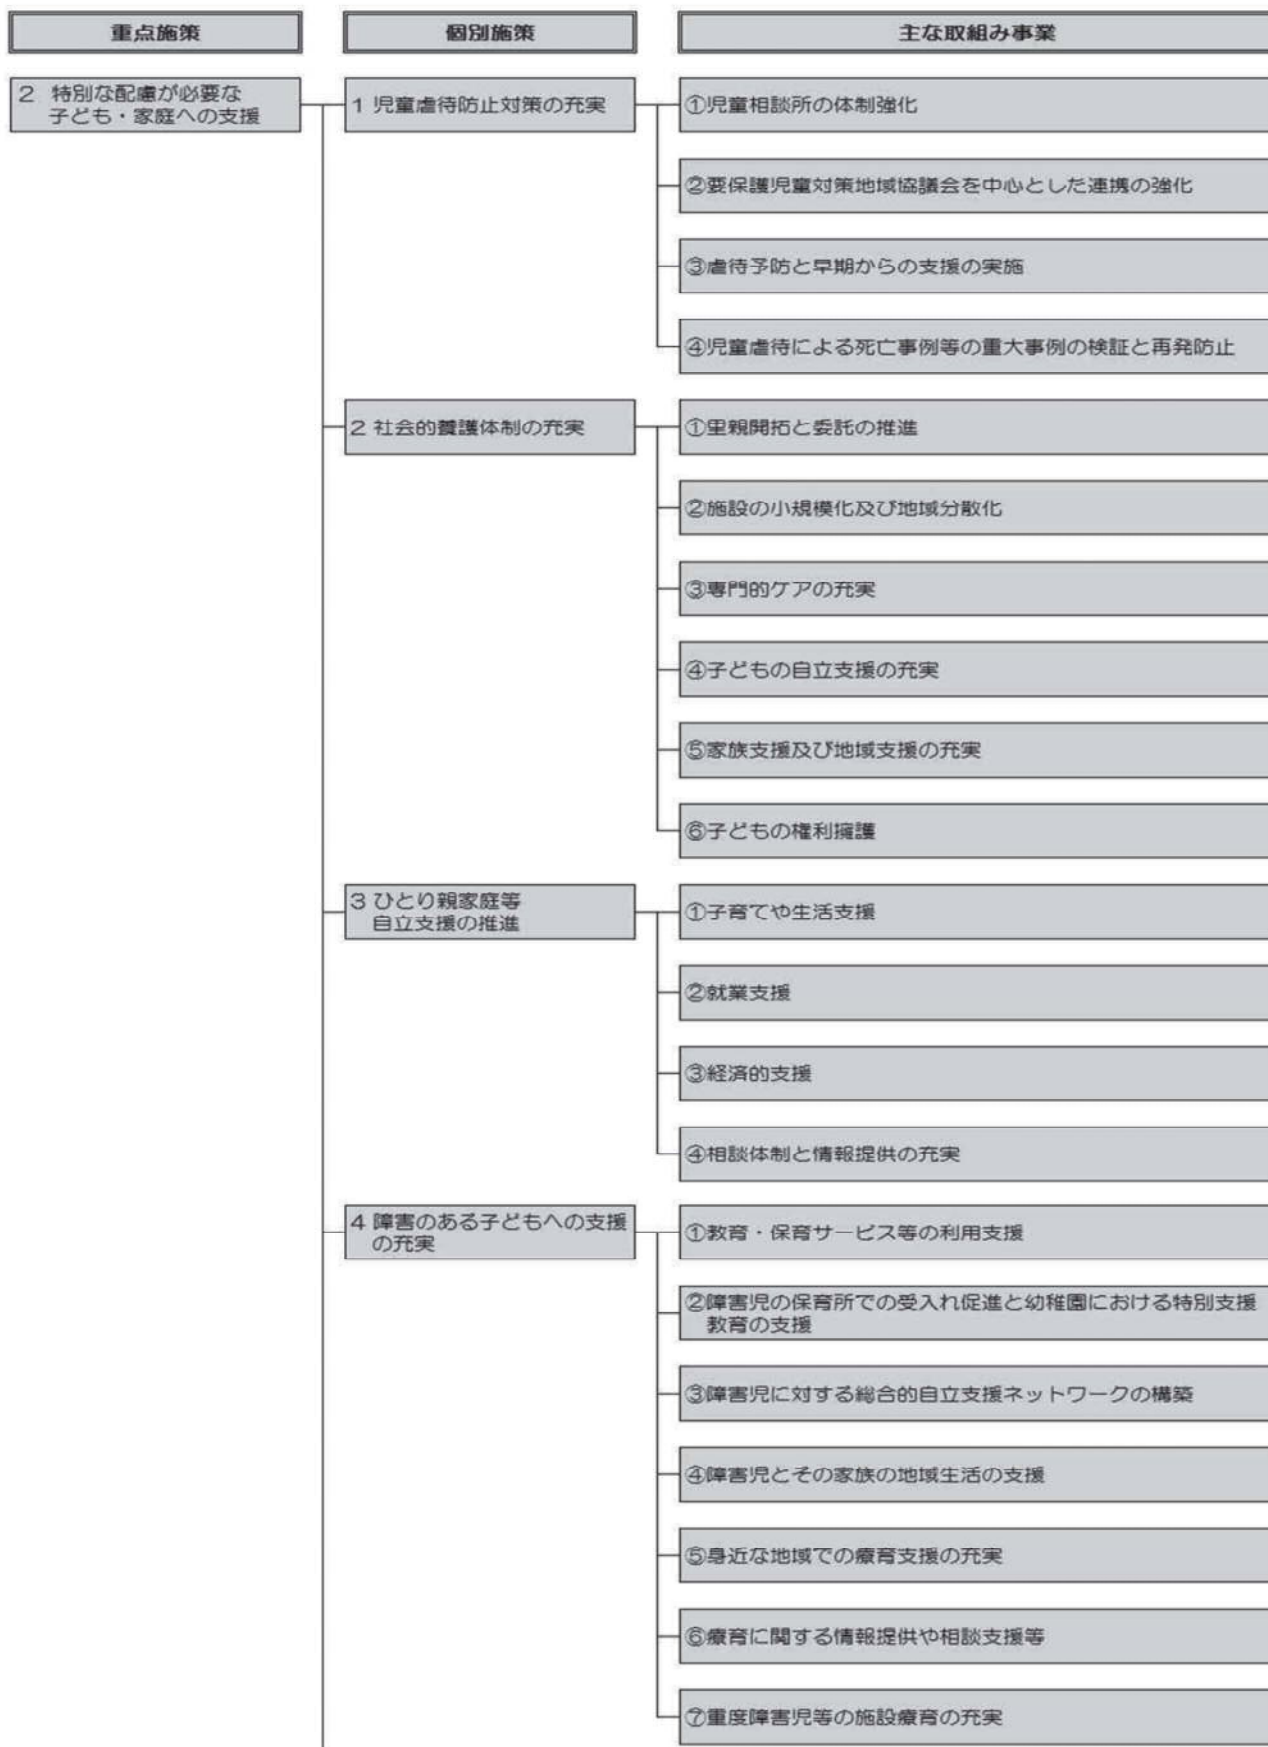 重点施策
個別施策
主な取組み事業
2 特別な配慮が必要な
子ども・家庭への支援
1 児童虐待防止対策の充実
①児童相談所の体制強化
②要保護児童対策地域協議会を中心とした連携の強化
③虐待予防と早期からの支援の実施
④児童虐待による死亡事例等の重大事例の検証と再発防止
2 社会的養護体制の充実
①里親開拓と委託の推進
②施設の小規模化及び地域分散化
③専門的ケアの充実
④子どもの自立支援の充実
⑤家族支援及び地域支援の充実
⑥子どもの権利擁護
3 ひとり親家庭等
自立支援の推進
①子育てや生活支援
②就業支援
③経済的支援
④相談体制と情報提供の充実
4 障害のある子どもへの支援
の充実
①教育・保育サービス等の利用支援
②障害児の保育所での受入れ促進と幼稚園における特別支援
教育の支援
③障害児に対する総合的自立支援ネットワークの構築
④障害児とその家族の地域生活の支援
⑤身近な地域での療育支援の充実
⑥療育に関する情報提供や相談支援等
⑦重度障害児等の施設療育の充実